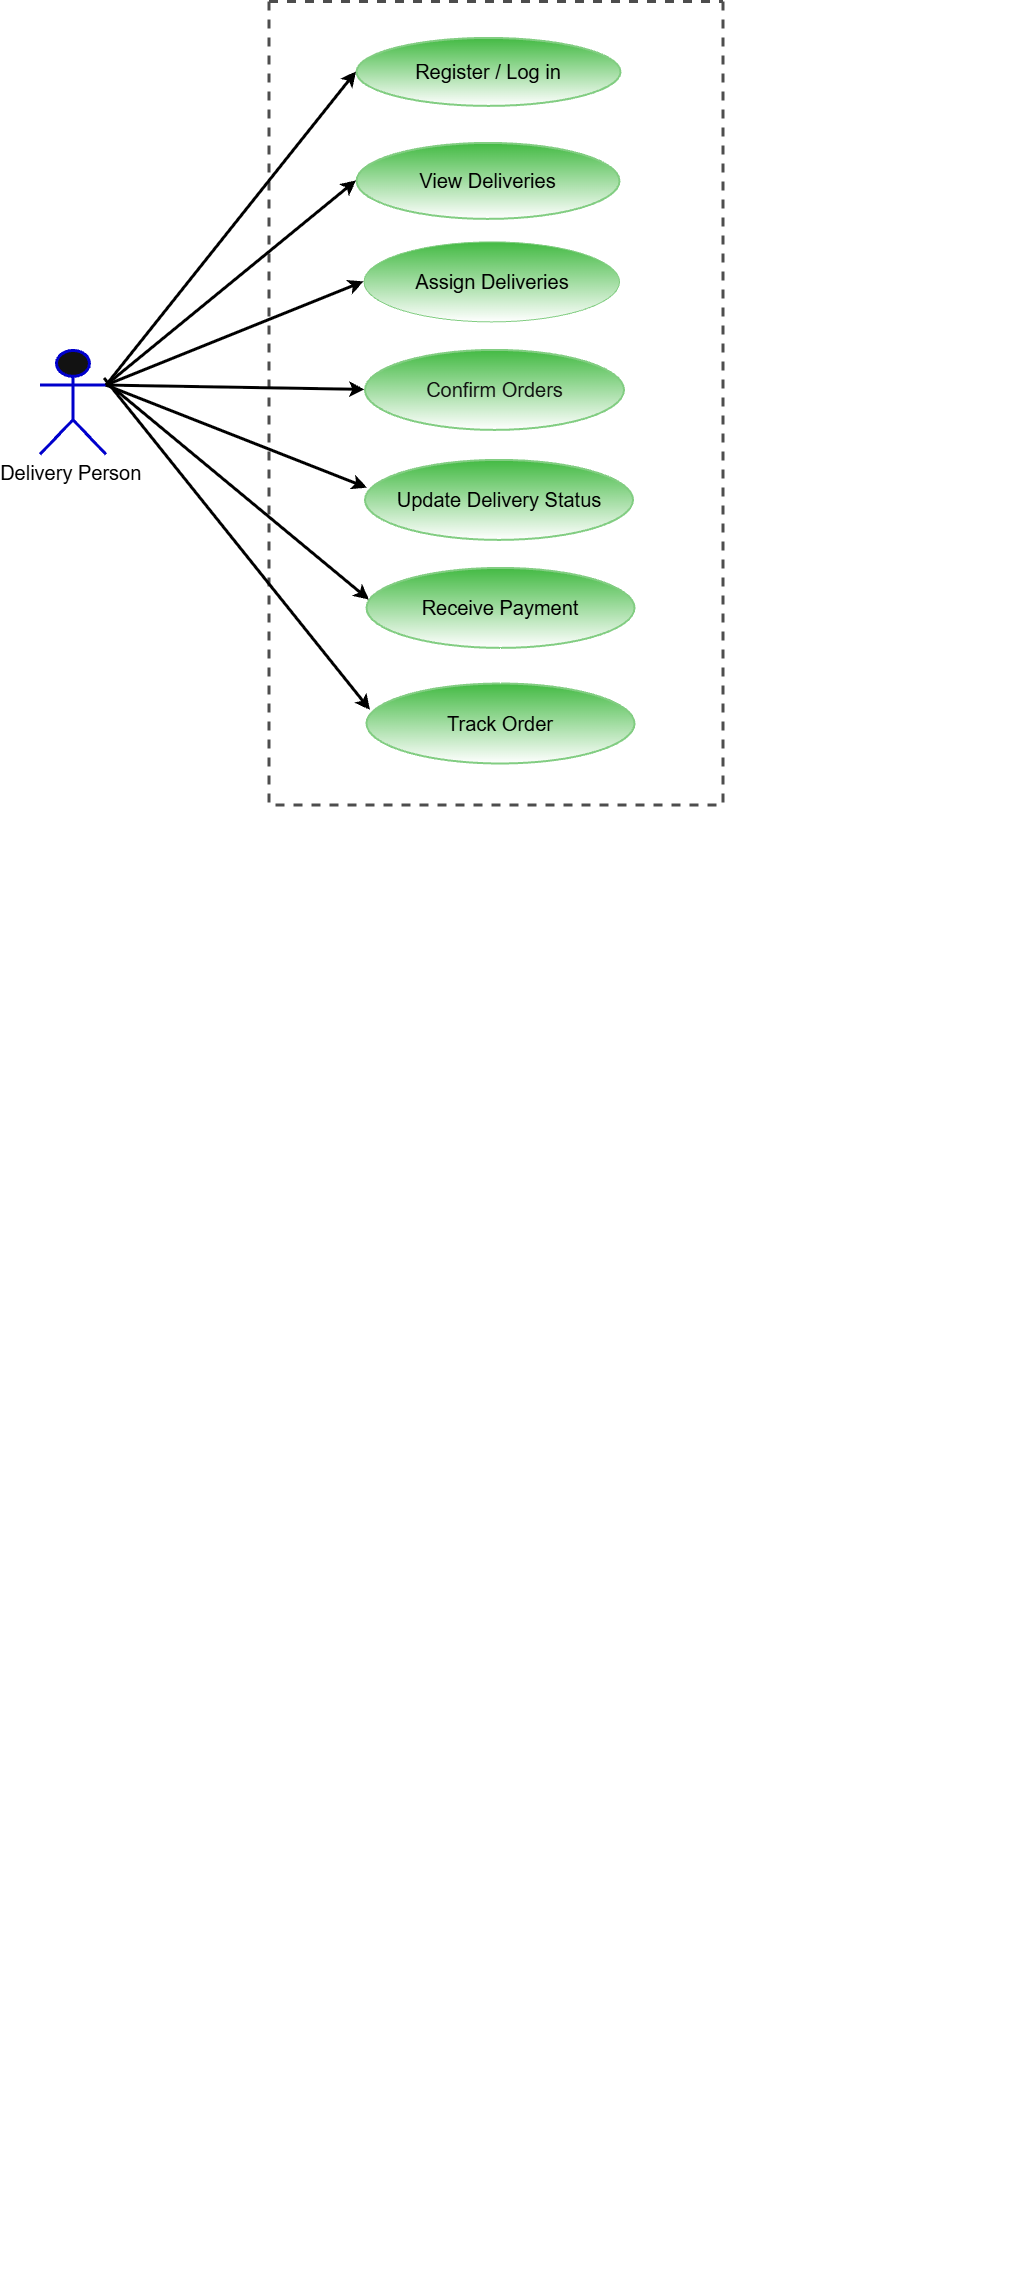 Register / Log in
View Deliveries
Assign Deliveries
Confirm Orders
Delivery Person
Update Delivery Status
Receive Payment
Track Order